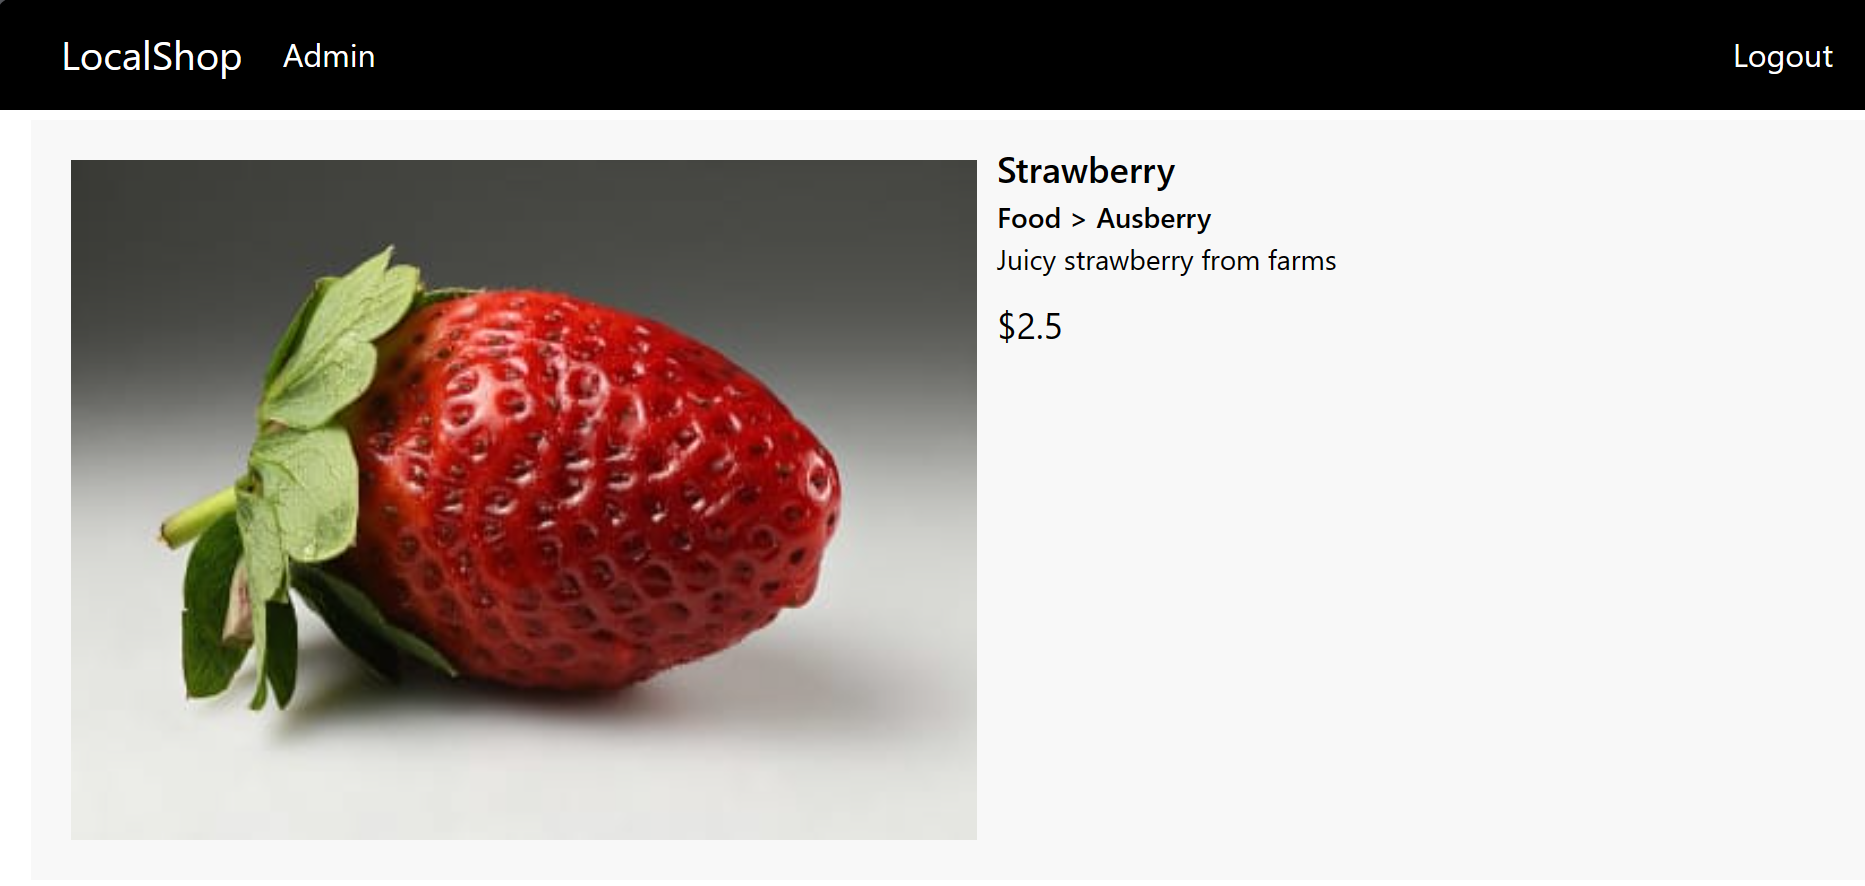 LocalShop Admin Logout
Strawberry
Food > Ausberry
Juicy strawberry from farms
$2.5